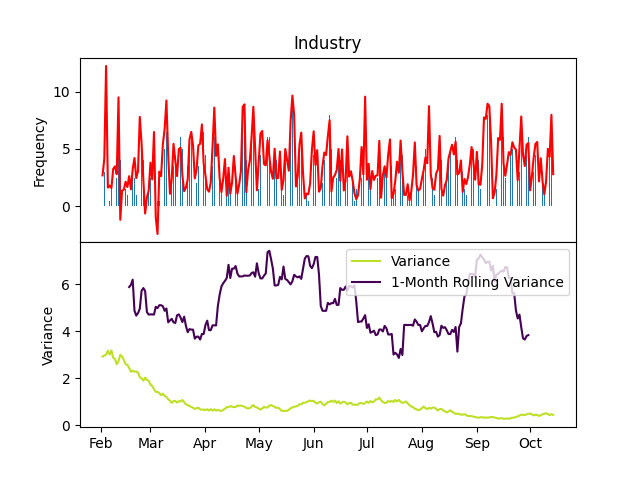 Industry
10
5
0
Frequency
Variance
1-Month Rolling Variance
6
4
2
0
Variance
Feb Mar Apr May Jun Jul Aug Sep Oct